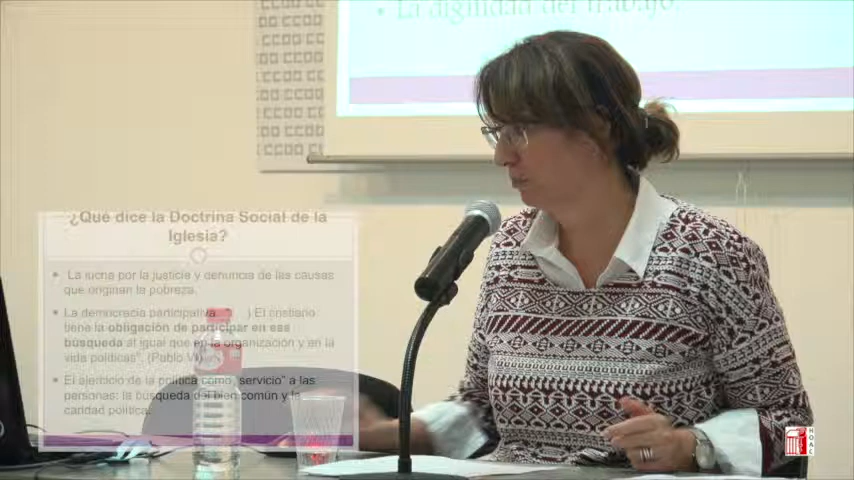 • La dignidad del trabajo.
¿Qué dice la Doctrina Social de la
Iglesia?
• La lucha por la justicia y denuncia de las causas
que originan la pobreza.
• La democracia participativa ) El cristiano
tiene la obligación de participar en esa
búsqueda al igual que en la organización y en la
vida políticas”. (Pablo VI)
• El ejercicio de la política como “servicio” a las
personas: la búsqueda del bien común y la
caridad política.
HOAC